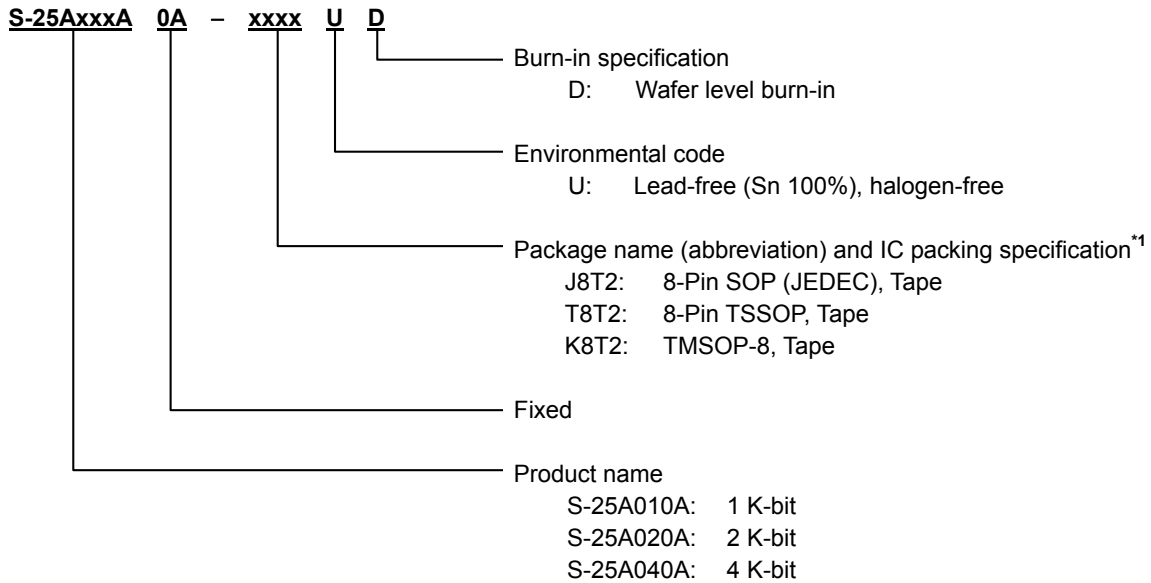 S-25AxxxA 0A – xxxx U D
Burn-in specification
D: Wafer level burn-in
Environmental code
U: Lead-free (Sn 100%), halogen-free
Package name (abbreviation) and IC packing specification*1
J8T2: 8-Pin SOP (JEDEC), Tape
T8T2: 8-Pin TSSOP, Tape
K8T2: TMSOP-8, Tape
Fixed
Product name
S-25A010A: 1 K-bit
S-25A020A: 2 K-bit
S-25A040A: 4 K-bit